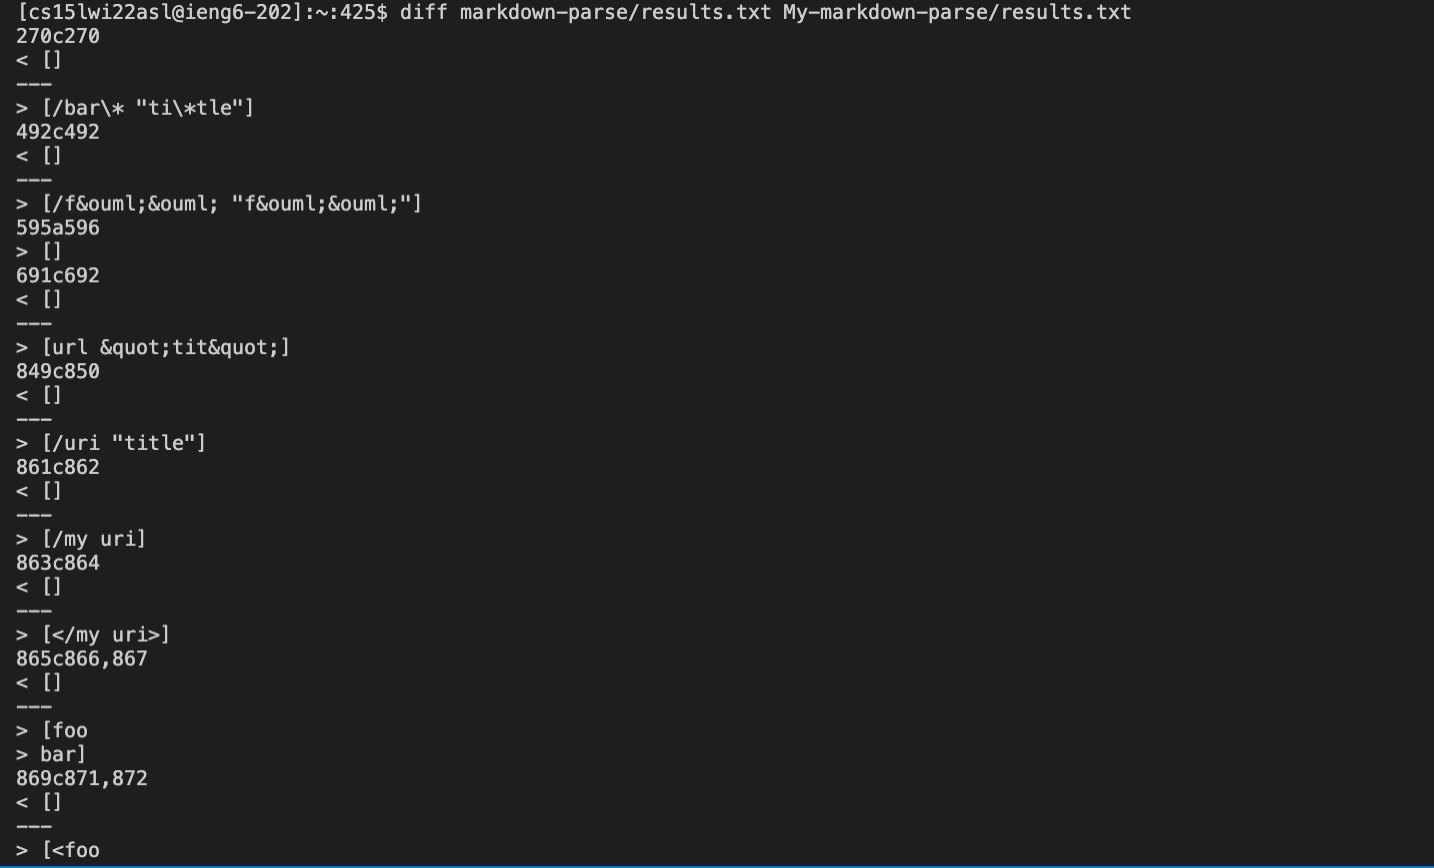 [cs15lwi22asl@ieng6-202]:~:425$ diff markdown-parse/results.txt My-markdown-parse/results.txt
270c270
< []
---
> [/bar\* "ti\*tle"]
492c492
< []
---
> [/f&ouml;&ouml; "f&ouml;&ouml;"]
595a596
> []
691c692
< []
---
> [url &quot;tit&quot;]
849c850
< []
---
> [/uri "title"]
861c862
< []
---
> [/my uri]
863c864
< []
---
> [</my uri>]
865c866,867
< []
---
> [foo
> bar]
869c871,872
< []
---
> [<foo